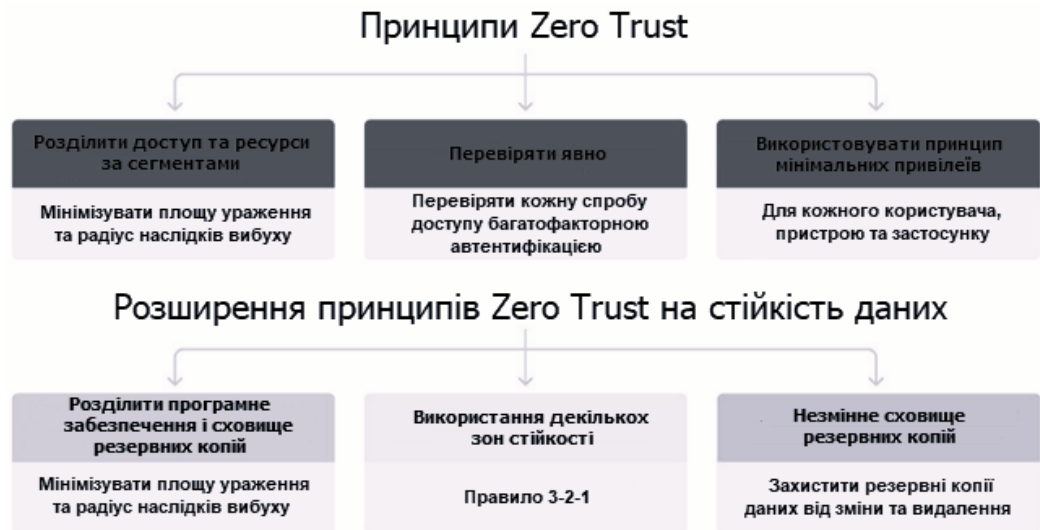 Принципи Zero Trust
Розділити доступ та ресурси
за сегментами
Мінімізувати площу ураження
та радіус наслідків вибуху
Перевіряти явно
Перевіряти кожну спробу
доступу багатофакторною
автентифікацією
Використовувати принцип
мінімальних привілеїв
Для кожного користувача,
пристрою та застосунку
Розширення принципів Zero Trust на стійкість даних
Розділити програмне
забезпечення і сховище
резервних копій
Мінімізувати площу ураження
та радіус наслідків вибуху
Використання декількох
зон стійкості
Правило 3-2-1
Незмінне сховище
резервних копій
Захистити резервні копії
даних від зміни та видалення